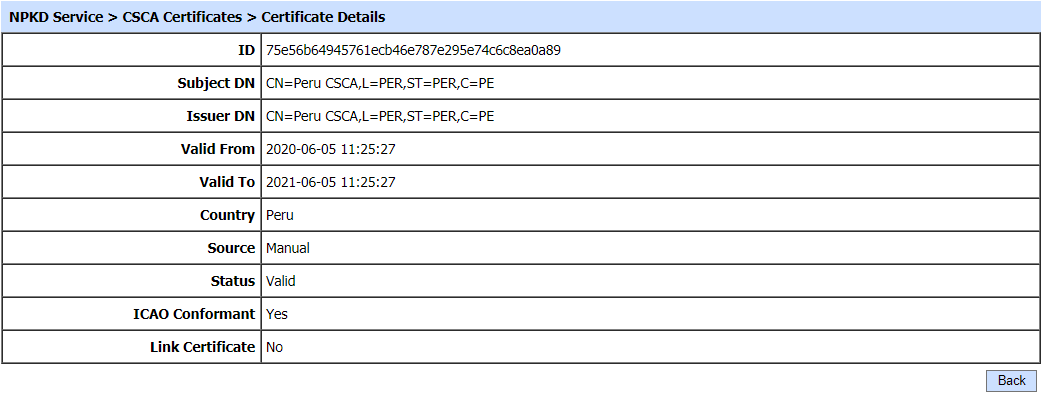 NPKD Service > CSCA Certificates > Certificate Details
ID 75e56b64945761ecb46e787e295e74c6c8ea0a89
Subject DN CN=Peru CSCA,L=PER,ST=PER,C=PE
Issuer DN CN=Peru CSCA,L=PER,ST=PER,C=PE
Valid From 2020-06-05 11:25:27
Valid To 2021-06-05 11:25:27
Country Peru
Source Manual
Status Valid
ICAO Conformant Yes
Link Certificate No
Back